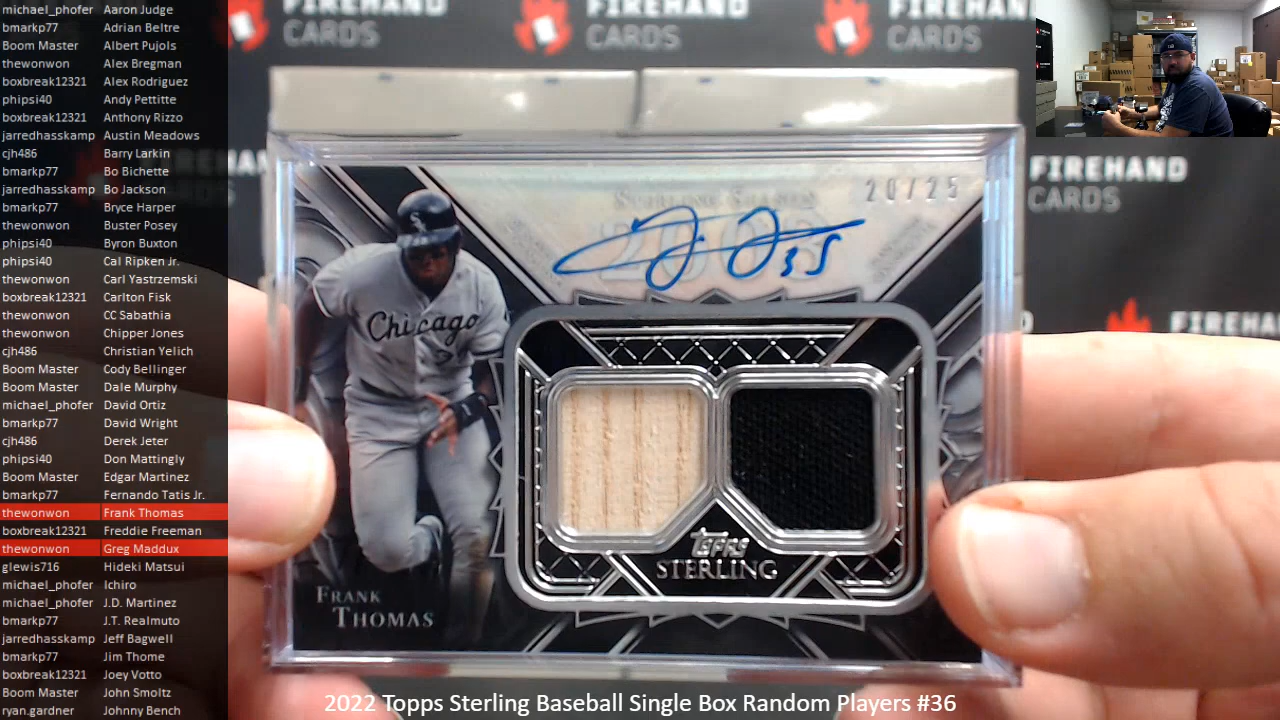 michael_phofer Aaron Judge
bmarkp77 Adrian Beltre
Boom Master Albert Pujols
thewonwon Alex Bregman
boxbreak12321 Alex Rodriguez
phipsi40 Andy Pettitte
boxbreak12321 Anthony Rizzo
jarredhasskamp Austin Meadows
cjh486 Barry Larkin
bmarkp77 Bo Bichette
jarredhasskamp Bo Jackson
bmarkp77 Bryce Harper
thewonwon Buster Posey
phipsi40 Byron Buxton
phipsi40 Cal Ripken Jr.
thewonwon Carl Yastrzemski
boxbreak12321 Carlton Fisk
thewonwon CC Sabathia
thewonwon Chipper Jones
cjh486 Christian Yelich
Boom Master Cody Bellinger
Boom Master Dale Murphy
michael_phofer David Ortiz
bmarkp77 David Wright
cjh486 Derek Jeter
phipsi40 Don Mattingly
Boom Master Edgar Martinez
bmarkp77 Fernando Tatis Jr.
thewonwon Frank Thomas
boxbreak12321 Freddie Freeman
thewonwon Greg Maddux
glewis716 Hideki Matsui
michael_phofer Ichiro
michael_phofer J.D. Martinez
bmarkp77 J.T. Realmuto
jarredhasskamp Jeff Bagwell
bmarkp77 Jim Thome
boxbreak12321 Joey Votto
Boom Master John Smoltz
ryan.gardner Johnny Bench
FIREHAND
CARDS
FIREHAND
CARDS
FIREHAND
CARDS
FIREHAND
CARDS
20/25
35
Chicago
TOPPS
STERLING
FRANK
THOMAS
2022 Topps Sterling Baseball Single Box Random Players #36